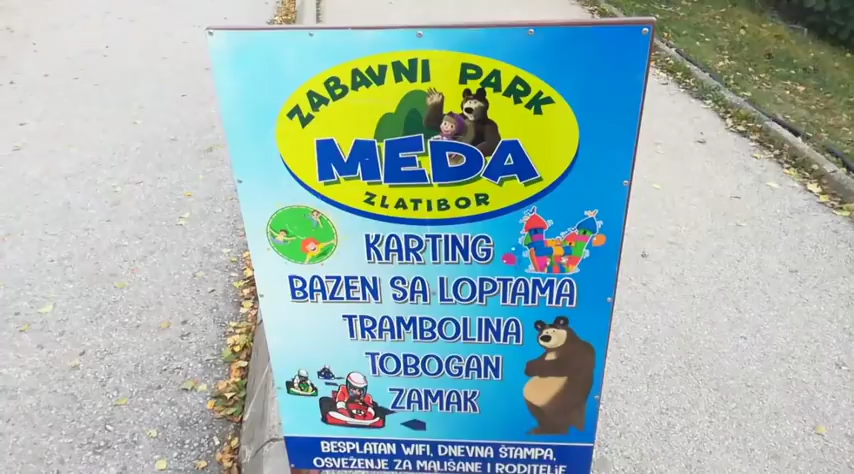 ZABAVNI PARK
MEDA
ZLATIBOR
KARTING
BAZEN SA LOPTAMA
TRAMBOLINA
TOBOGAN
ZAMAK
BESPLATAN WIFI, DNEVNA ŠTAMPA,
OSVEŽENJE ZA MALIŠANE I RODITELJE